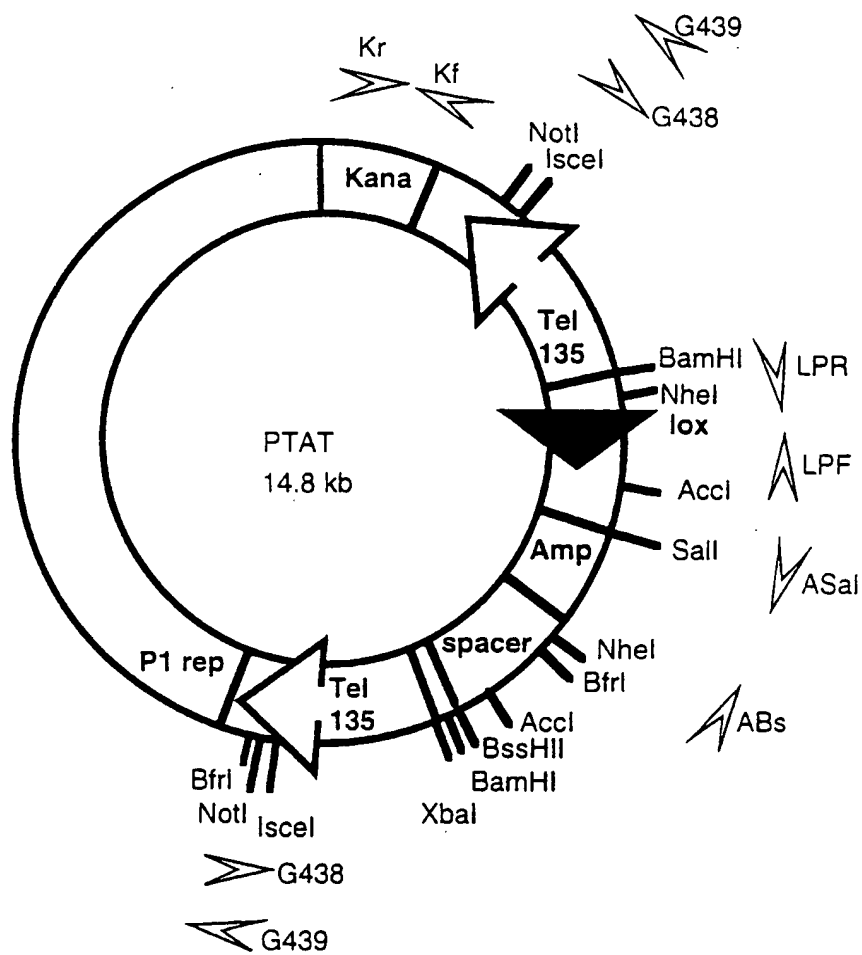 G439
Kr
Kf
G438
NotI
IsceI
Kana
Tel
135
BamHI
LPR
NheI
lox
PTAT
14.8 kb
LPF
AccI
Amp
SalI
ASal
spacer
P1 rep
NheI
BfrI
Tel
135
AccI
ABs
BssHII
BfrI
BamHI
NotI
IsceI
XbaI
G438
G439